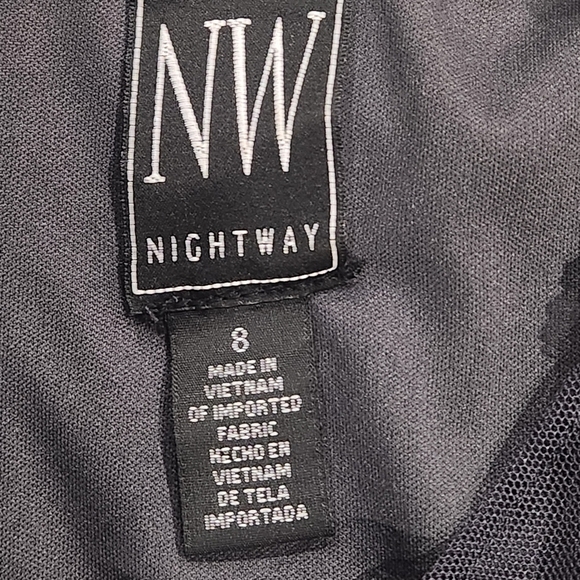 NW
NIGHTWAY
8
MADE IN
VIETNAM
OF IMPORTED
FABRIC
HECHO EN
VIETNAM
DE TELA
IMPORTADA